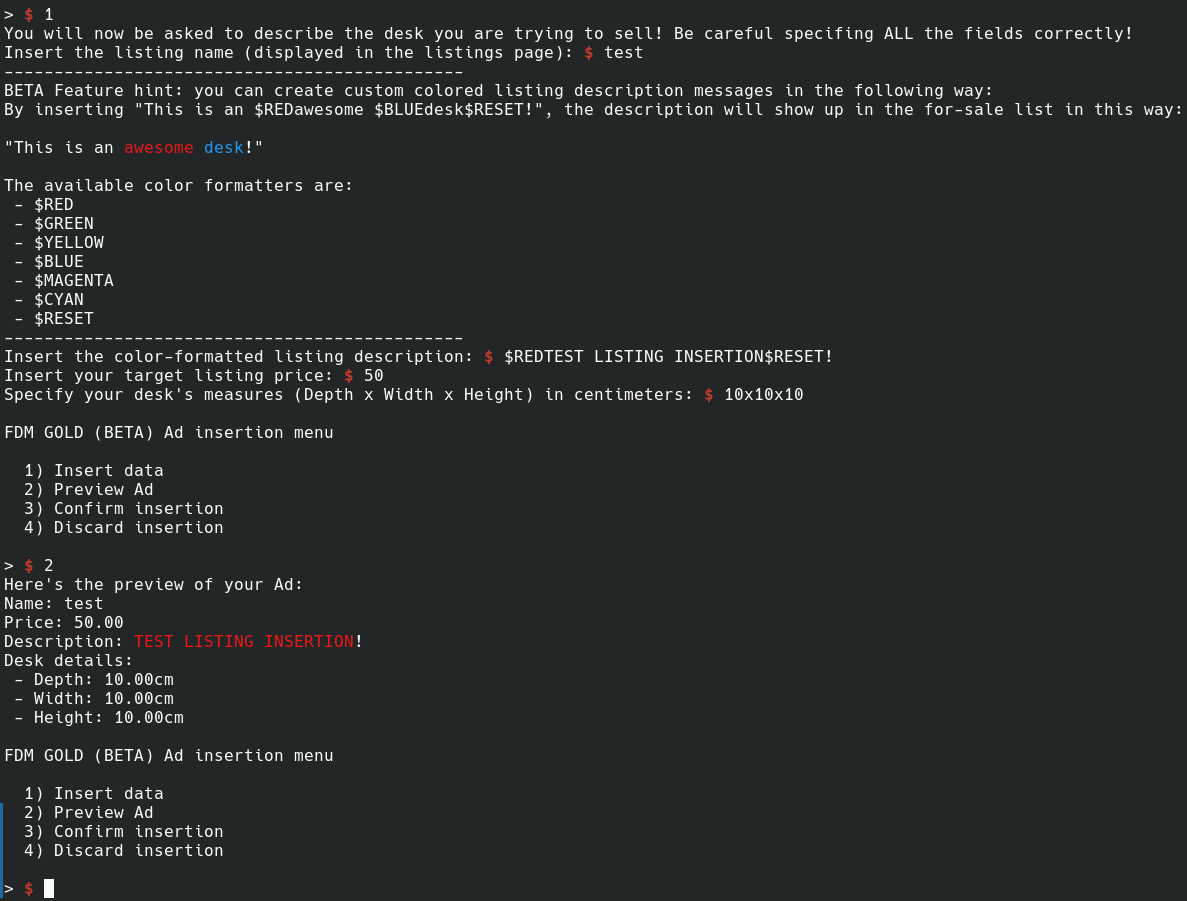 > $ 1
You will now be asked to describe the desk you are trying to sell! Be careful specifing ALL the fields correctly!
Insert the listing name (displayed in the listings page): $ test
----------------------------------------------
BETA Feature hint: you can create custom colored listing description messages in the following way:
By inserting "This is an $REDawesome $BLUEdesk$RESET!", the description will show up in the for-sale list in this way:
"This is an awesome desk!"
The available color formatters are:
- $RED
- $GREEN
- $YELLOW
- $BLUE
- $MAGENTA
- $CYAN
- $RESET
----------------------------------------------
Insert the color-formatted listing description: $ $REDTEST LISTING INSERTION$RESET!
Insert your target listing price: $ 50
Specify your desk's measures (Depth x Width x Height) in centimeters: $ 10x10x10
FDM GOLD (BETA) Ad insertion menu
1) Insert data
2) Preview Ad
3) Confirm insertion
4) Discard insertion
> $ 2
Here's the preview of your Ad:
Name: test
Price: 50.00
Description: TEST LISTING INSERTION!
Desk details:
- Depth: 10.00cm
- Width: 10.00cm
- Height: 10.00cm
FDM GOLD (BETA) Ad insertion menu
1) Insert data
2) Preview Ad
3) Confirm insertion
4) Discard insertion
> $